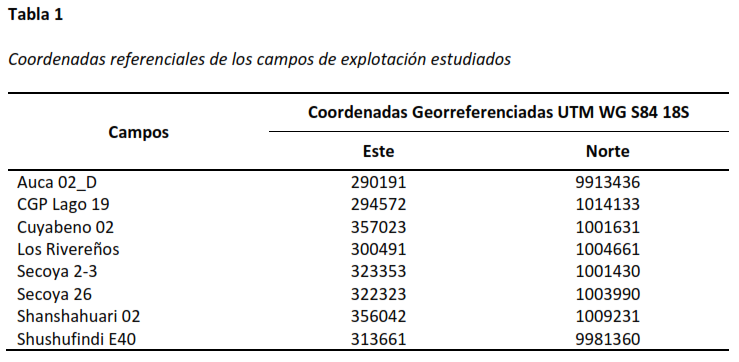 Tabla 1
Coordenadas referenciales de los campos de explotación estudiados
Campos
Coordenadas Georreferenciadas UTM WG S84 18S
Este Norte
Auca 02_D 290191 9913436
CGP Lago 19 294572 1014133
Cuyabeno 02 357023 1001631
Los Rivereños 300491 1004661
Secoya 2-3 323353 1001430
Secoya 26 322323 1003990
Shanshahuari 02 356042 1009231
Shushufindi E40 313661 9981360